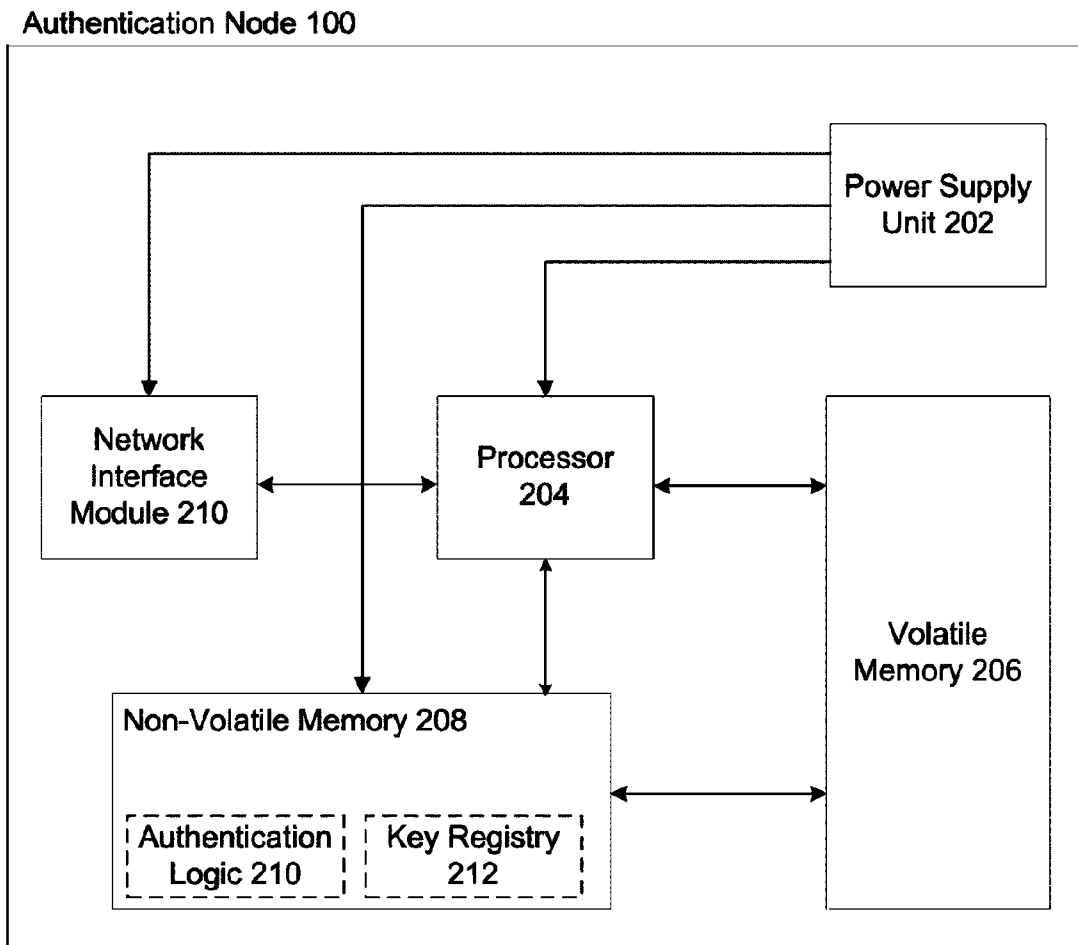 Authentication Node 100
Power Supply
Unit 202
Network
Interface
Module 210
Processor
204
Volatile
Memory 206
Non-Volatile Memory 208
Authentication
Logic 210
Key Registry
212